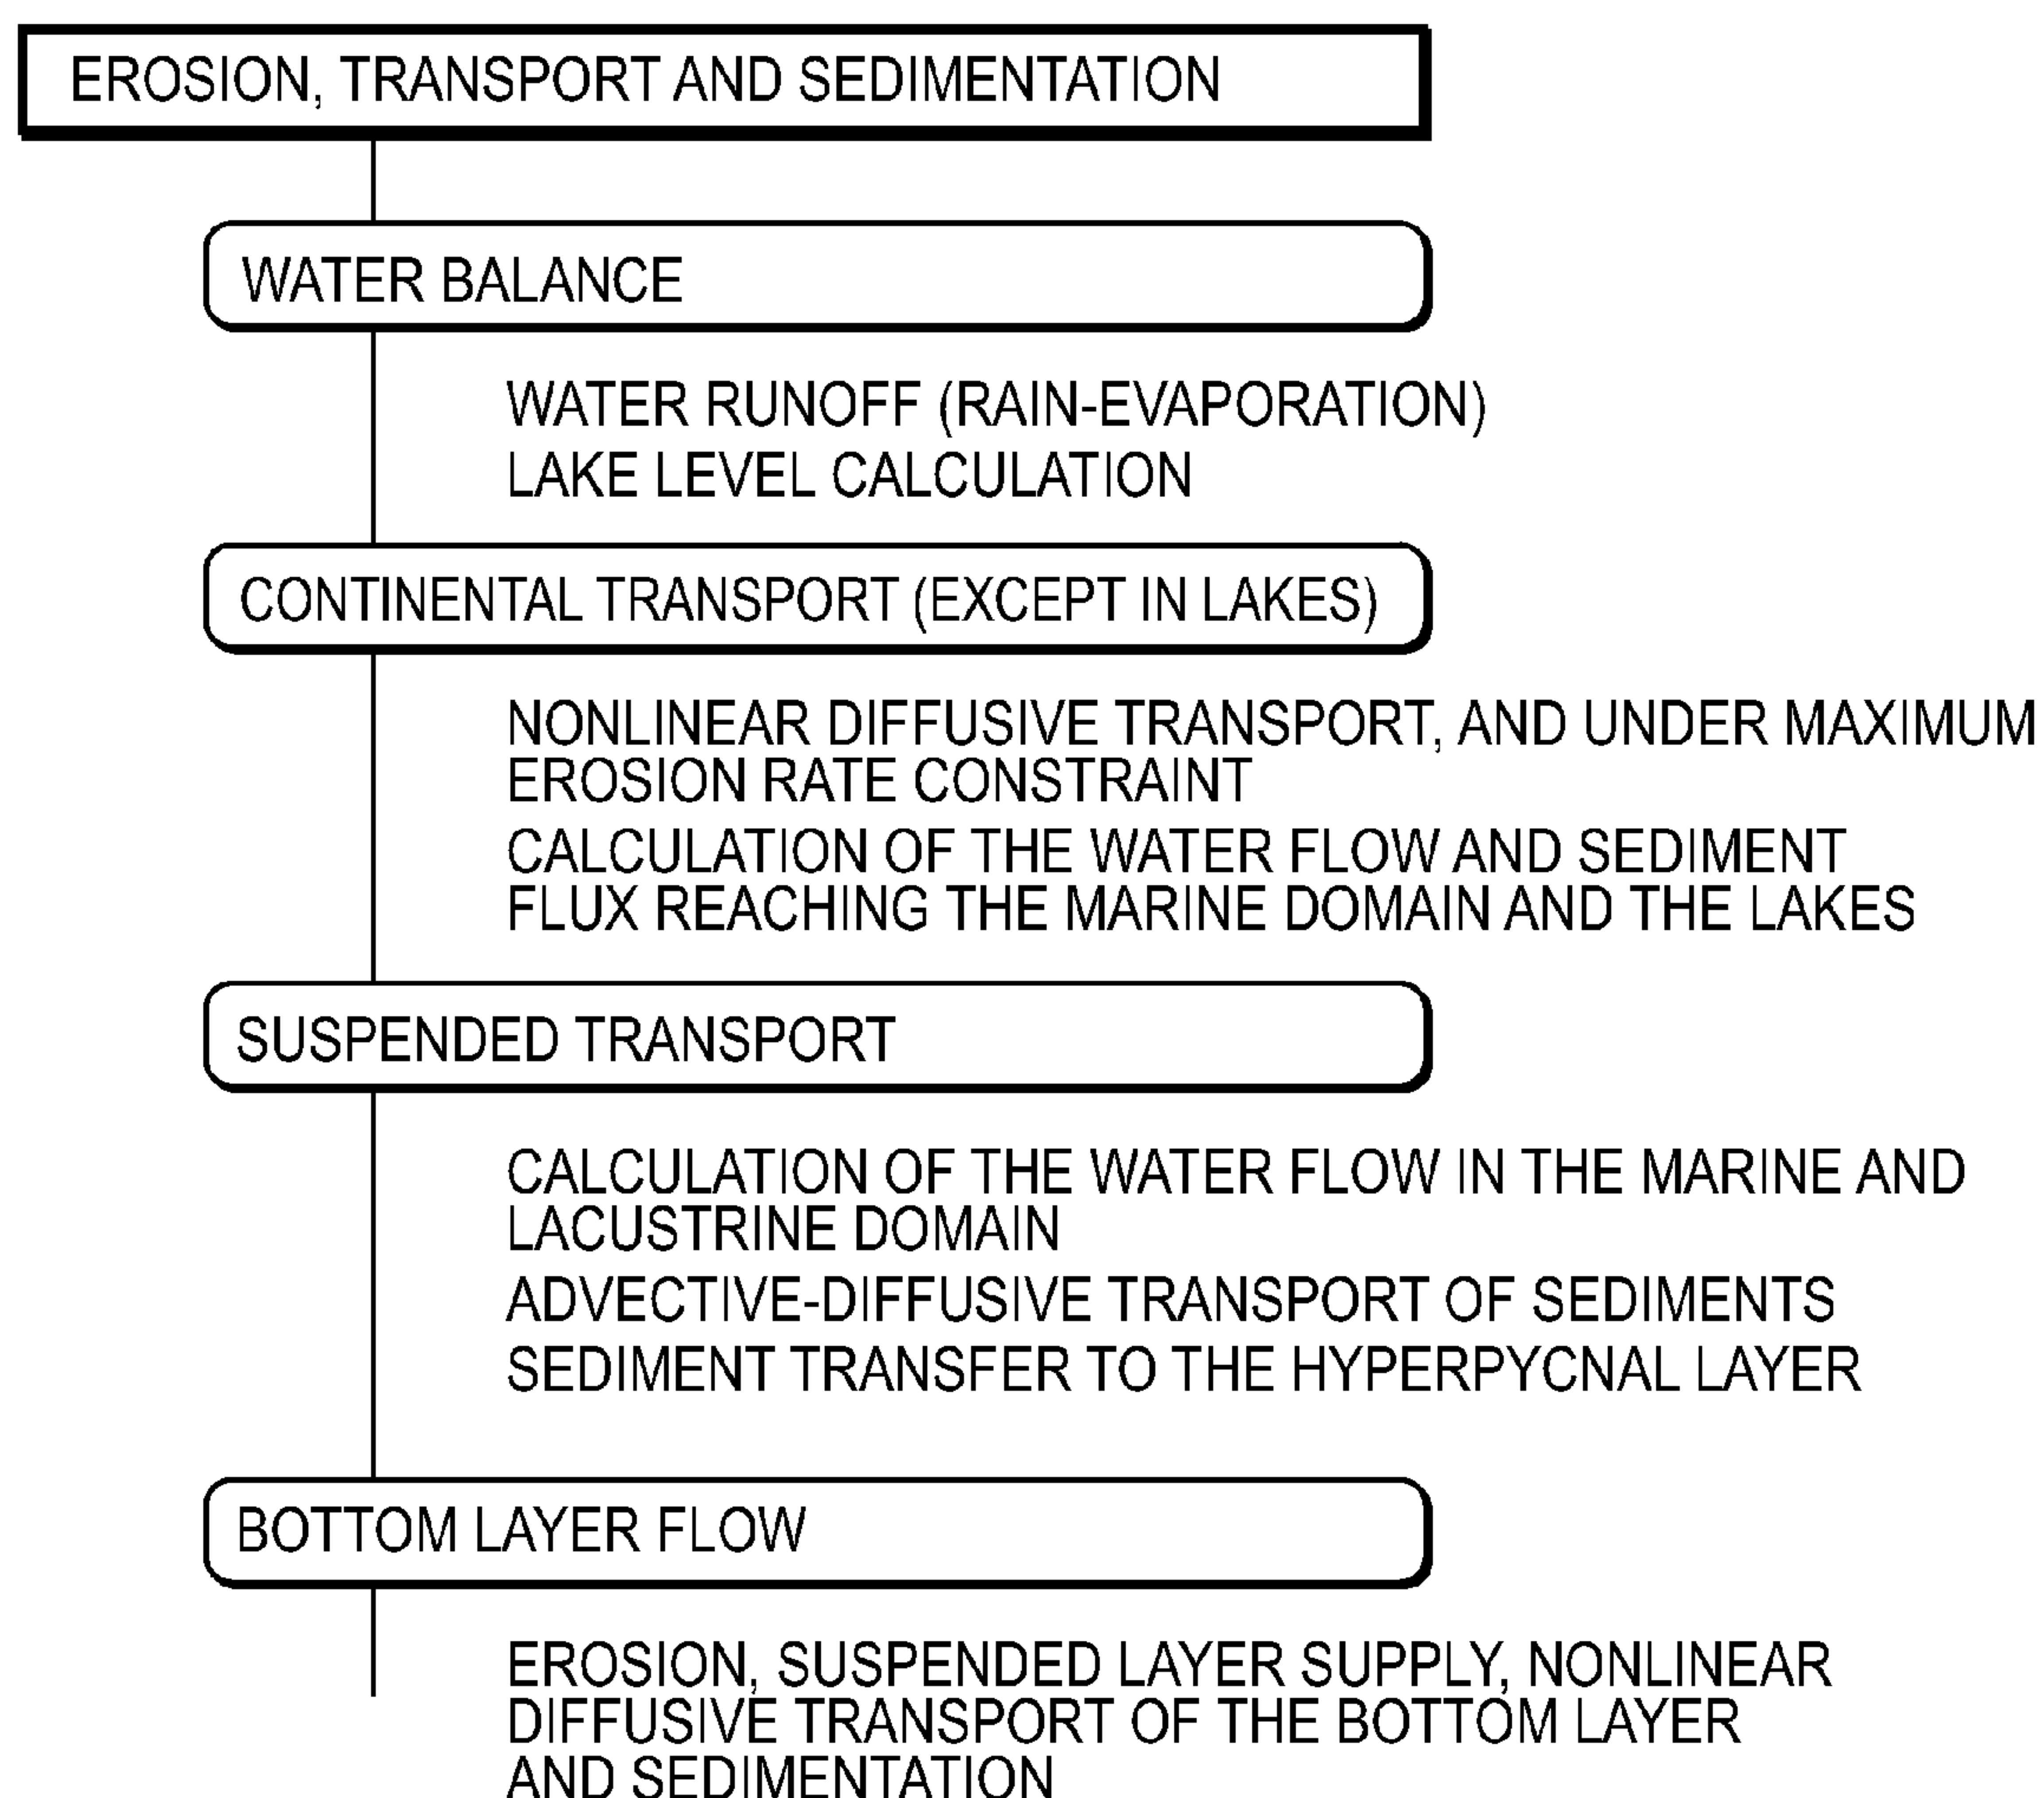 EROSION, TRANSPORT AND SEDIMENTATION
WATER BALANCE
WATER RUNOFF (RAIN-EVAPORATION)
LAKE LEVEL CALCULATION
CONTINENTAL TRANSPORT (EXCEPT IN LAKES)
NONLINEAR DIFFUSIVE TRANSPORT, AND UNDER MAXIMUM
EROSION RATE CONSTRAINT
CALCULATION OF THE WATER FLOW AND SEDIMENT
FLUX REACHING THE MARINE DOMAIN AND THE LAKES
SUSPENDED TRANSPORT
CALCULATION OF THE WATER FLOW IN THE MARINE AND
LACUSTRINE DOMAIN
ADVECTIVE-DIFFUSIVE TRANSPORT OF SEDIMENTS
SEDIMENT TRANSFER TO THE HYPERPYCNAL LAYER
BOTTOM LAYER FLOW
EROSION, SUSPENDED LAYER SUPPLY, NONLINEAR
DIFFUSIVE TRANSPORT OF THE BOTTOM LAYER
AND SEDIMENTATION